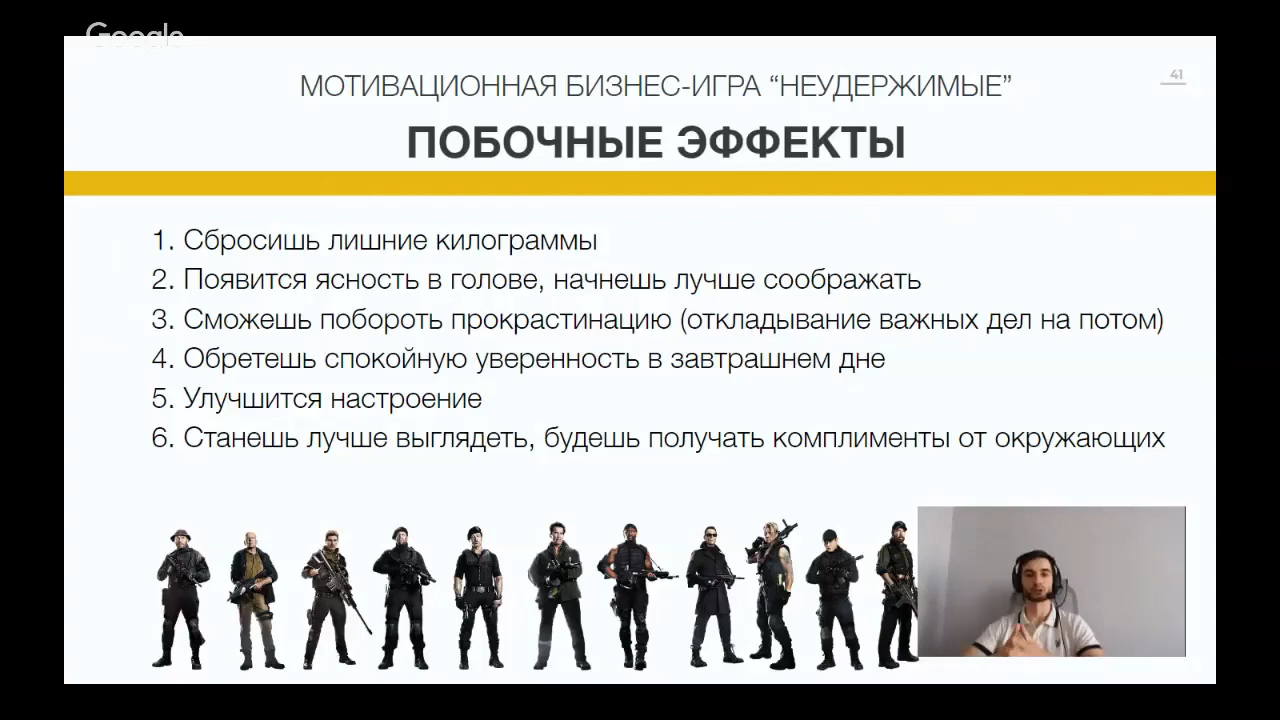 Google
МОТИВАЦИОННАЯ БИЗНЕС-ИГРА “НЕУДЕРЖИМЫЕ”
41
ПОБОЧНЫЕ ЭФФЕКТЫ
1. Сбросишь лишние килограммы
2. Появится ясность в голове, начнешь лучше соображать
3. Сможешь побороть прокрастинацию (откладывание важных дел на потом)
4. Обретешь спокойную уверенность в завтрашнем дне
5. Улучшится настроение
6. Станешь лучше выглядеть, будешь получать комплименты от окружающих